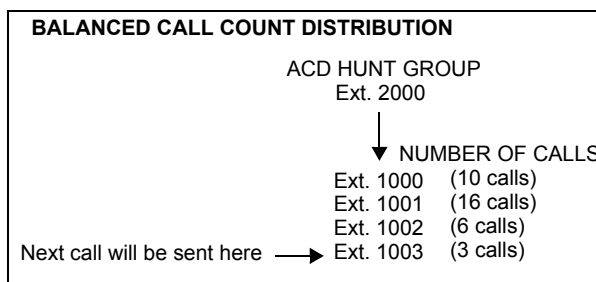 BALANCED CALL COUNT DISTRIBUTION
ACD HUNT GROUP
Ext. 2000
NUMBER OF CALLS
Ext. 1000 (10 calls)
Ext. 1001 (16 calls)
Ext. 1002 (6 calls)
Next call will be sent here Ext. 1003 (3 calls)